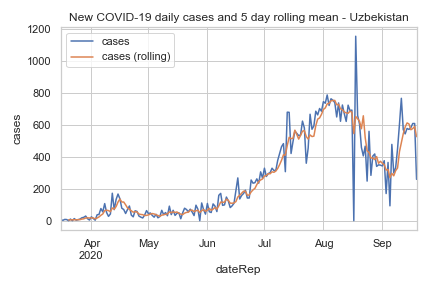 New COVID-19 daily cases and 5 day rolling mean - Uzbekistan
cases
cases (rolling)
1200
1000
800
600
400
200
0
cases
Apr
May
Jun
Jul
Aug
Sep
2020
dateRep